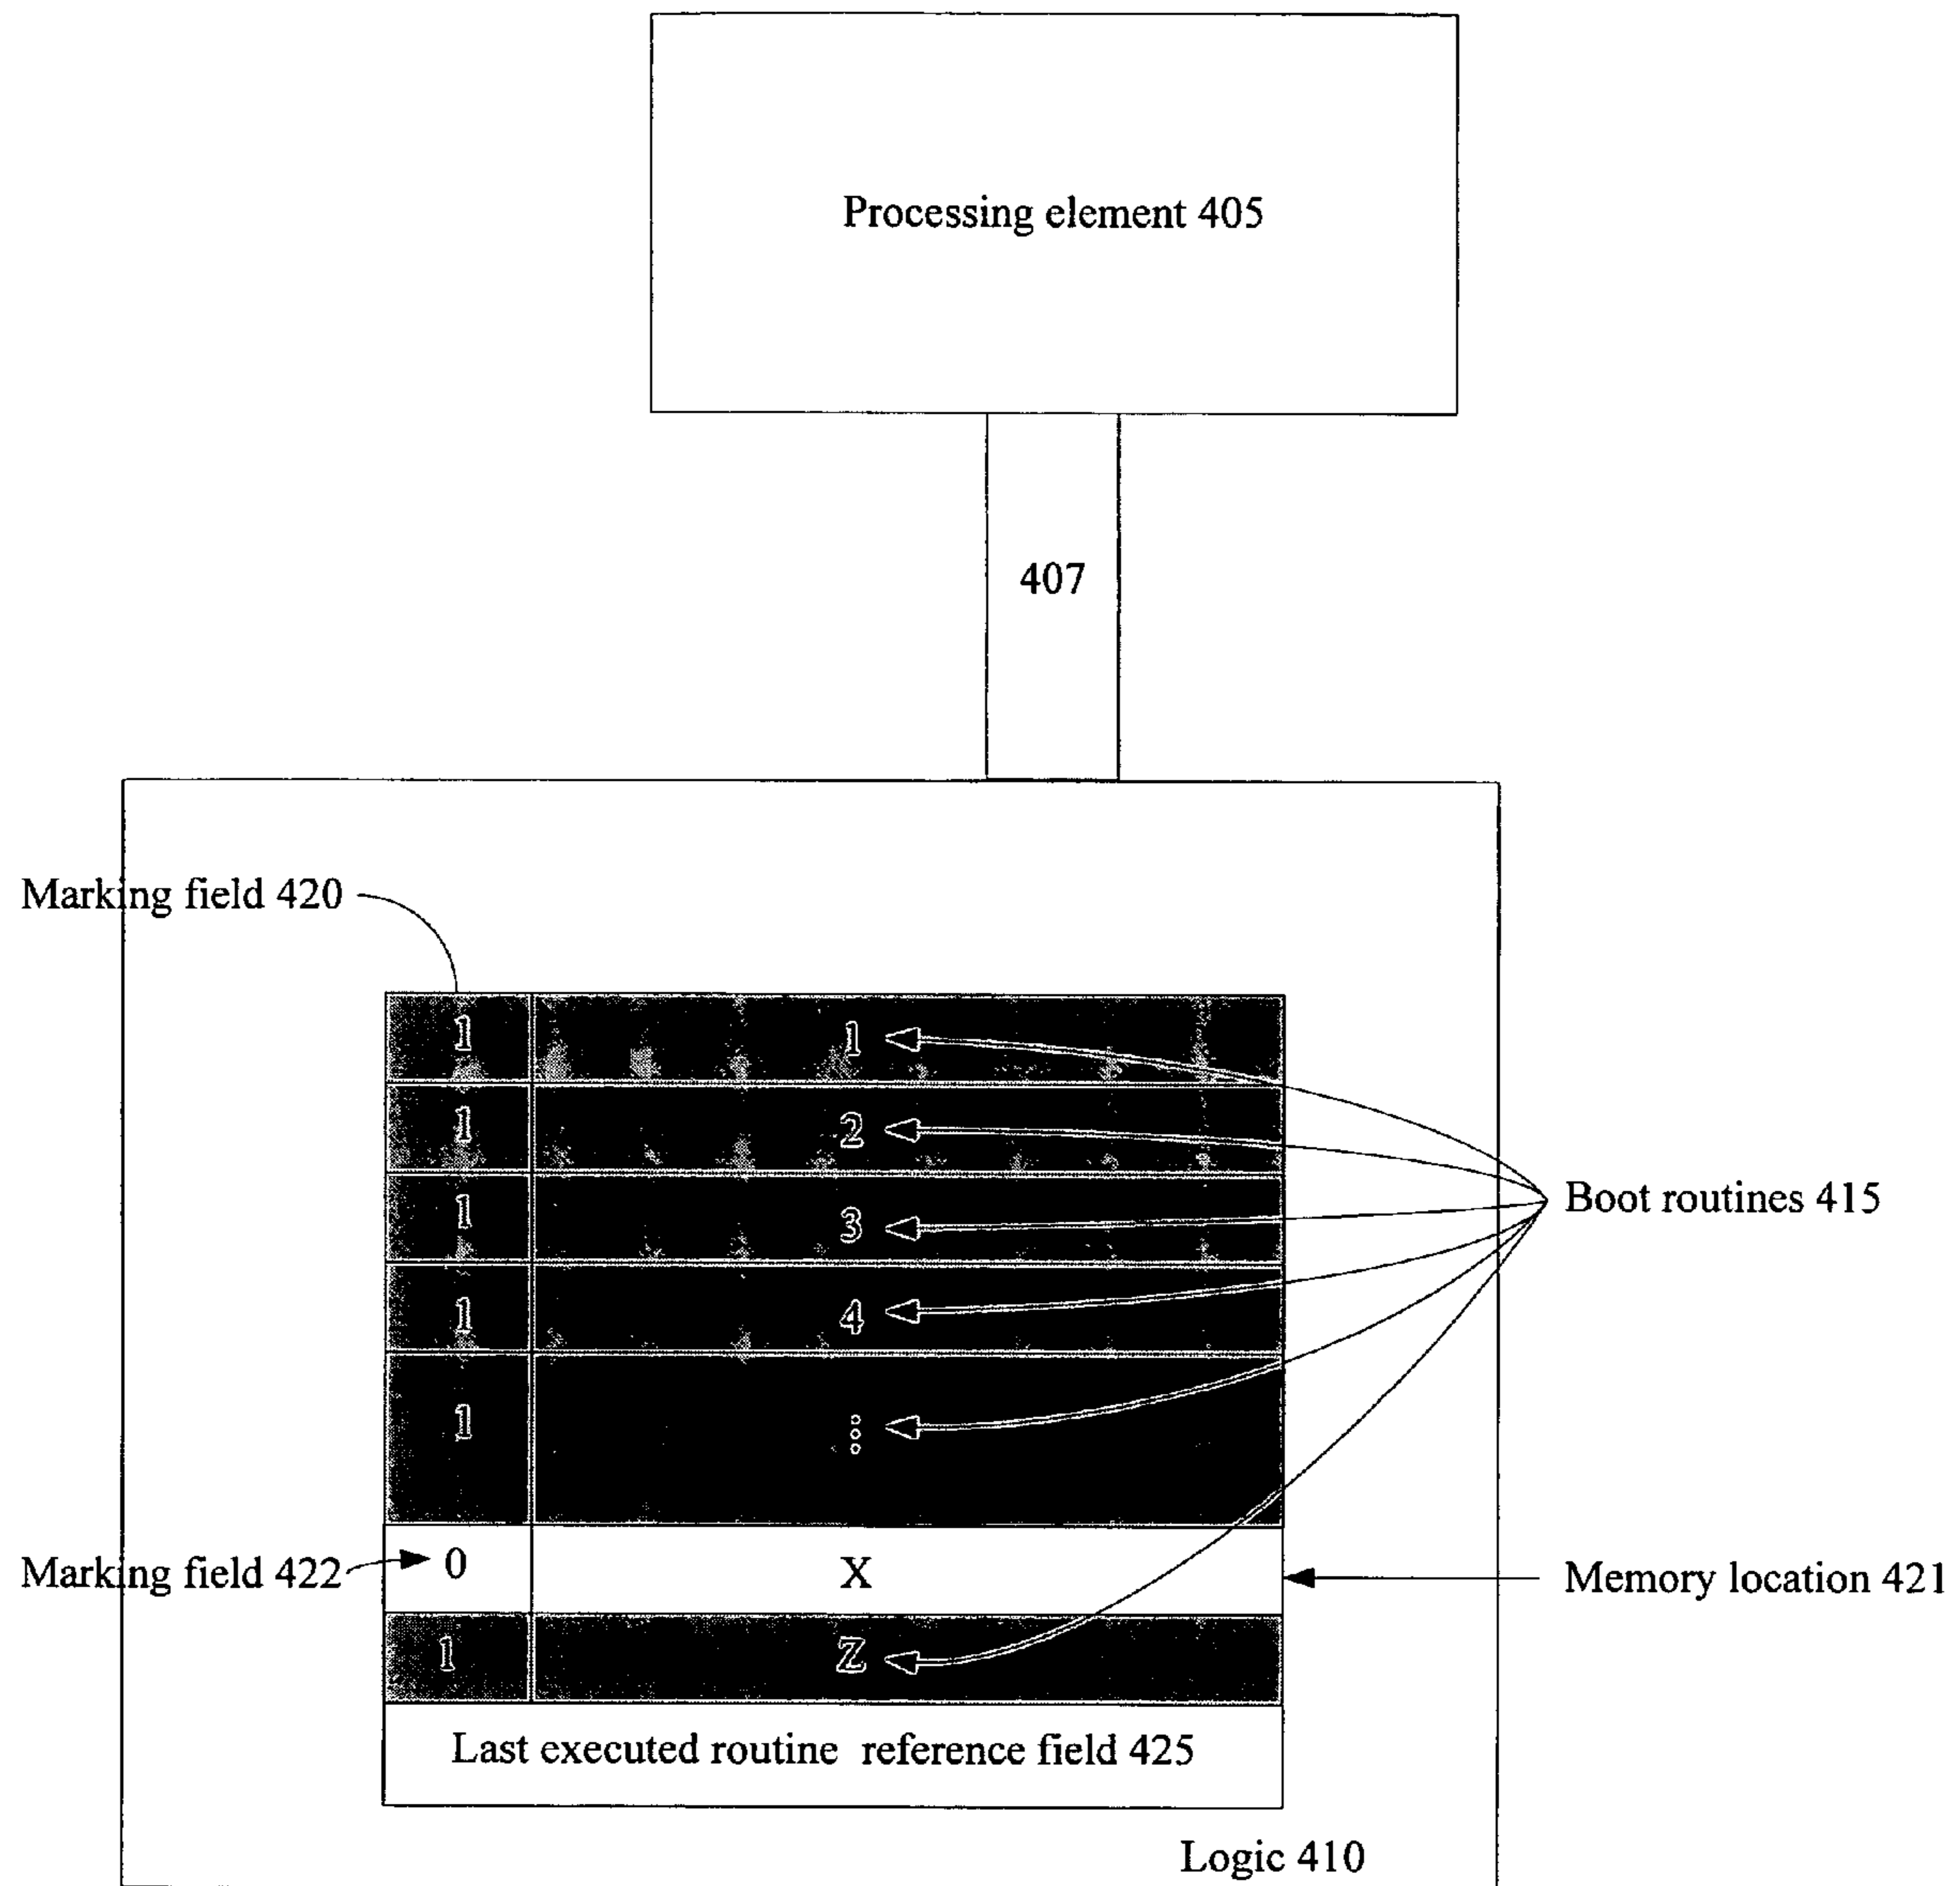 Processing element 405
407
Marking field 420
1 1
1 2
1 3
Boot routines 415
1 4
1 ⋮
Marking field 422 0 X Memory location 421
1 Z
Last executed routine reference field 425
Logic 410